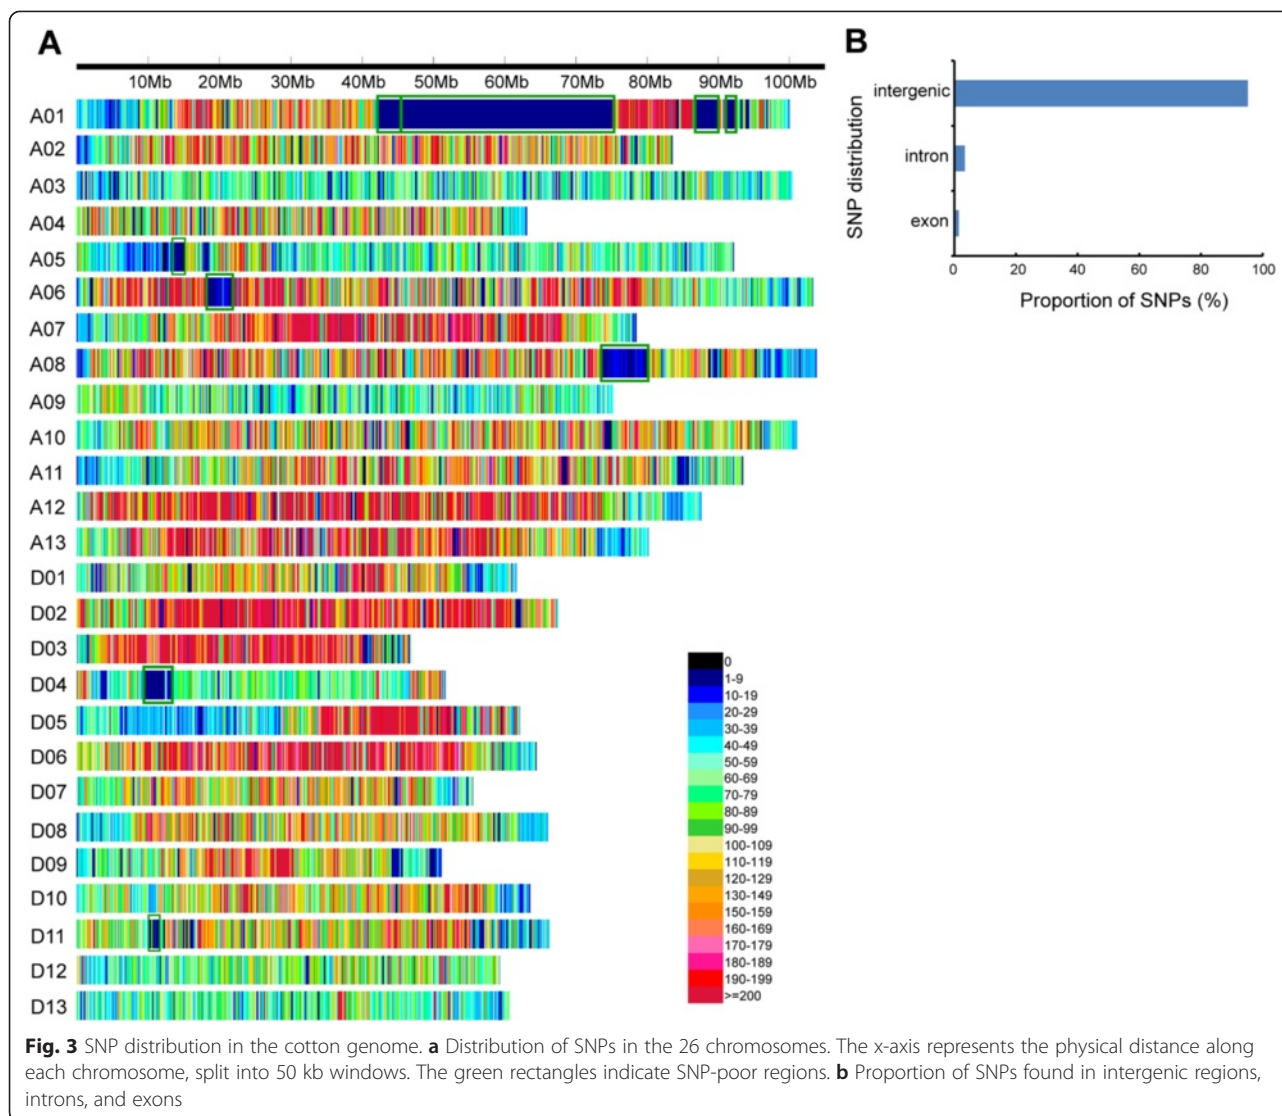 A
10Mb 20Mb 30Mb 40Mb 50Mb 60Mb 70Mb 80Mb 90Mb 100Mb
A01
A02
A03
A04
A05
A06
A07
A08
A09
A10
A11
A12
A13
D01
D02
D03
D04
D05
D06
D07
D08
D09
D10
D11
D12
D13
0
1-9
10-19
20-29
30-39
40-49
50-59
60-69
70-79
80-89
90-99
100-109
110-119
120-129
130-149
150-159
160-169
170-179
180-189
190-199
>=200
B
SNP distribution
intergenic
intron
exon
0 20 40 60 80 100
Proportion of SNPs (%)
Fig. 3 SNP distribution in the cotton genome. a Distribution of SNPs in the 26 chromosomes. The x-axis represents the physical distance along
each chromosome, split into 50 kb windows. The green rectangles indicate SNP-poor regions. b Proportion of SNPs found in intergenic regions,
introns, and exons